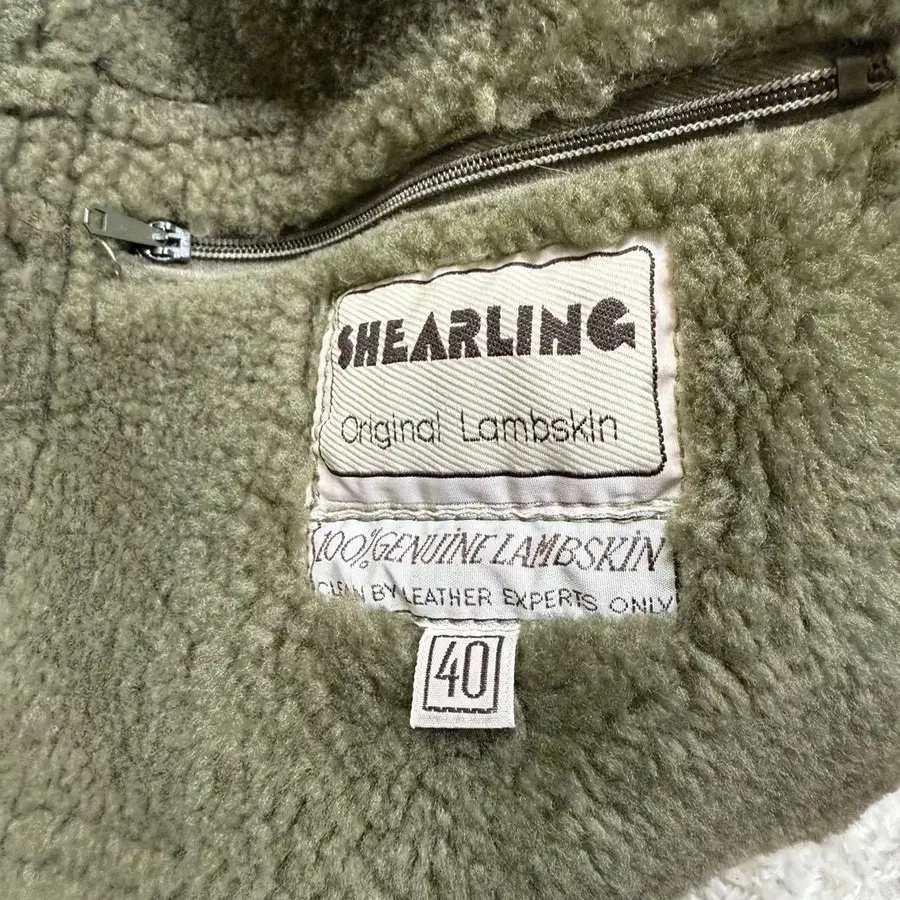 SHEARLING
Original Lambskin
100% GENUINE LAMBSKIN
CLEAN BY LEATHER EXPERTS ONLY
40